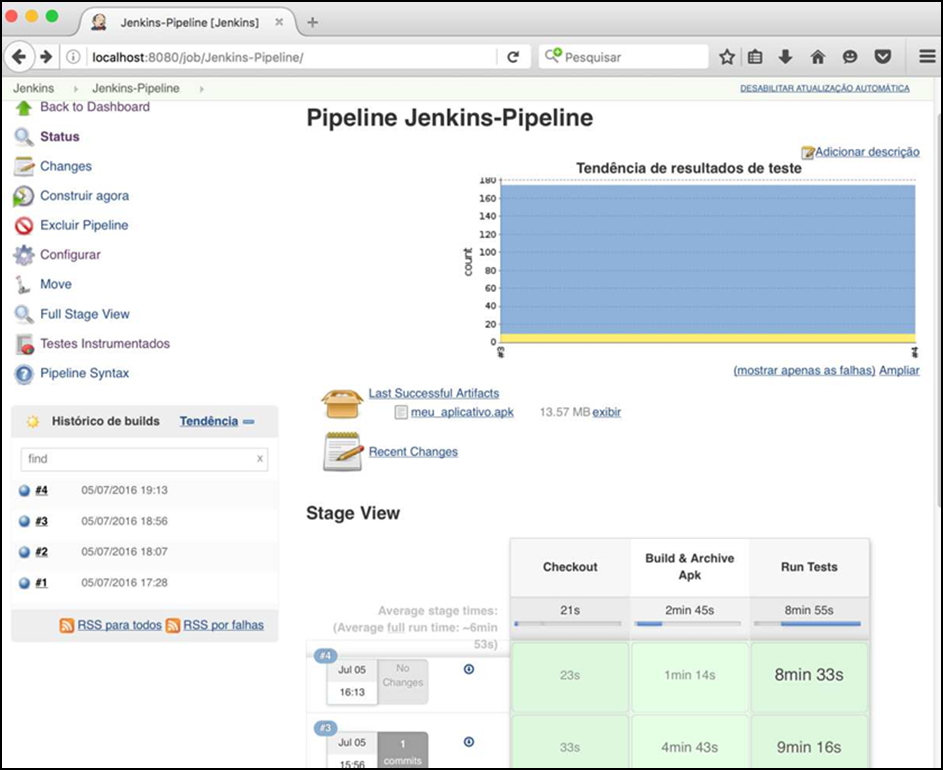 Jenkins-Pipeline [Jenkins]
localhost:8080/job/Jenkins-Pipeline/
Pesquisar
Jenkins
Jenkins-Pipeline
DESABILITAR ATUALIZAÇÃO AUTOMÁTICA
Back to Dashboard
Status
Changes
Construir agora
Excluir Pipeline
Configurar
Move
Full Stage View
Testes Instrumentados
Pipeline Syntax
Histórico de builds
Tendência
find
x
#4 05/07/2016 19:13
#3 05/07/2016 18:56
#2 05/07/2016 18:07
#1 05/07/2016 17:28
RSS para todos RSS por falhas
Pipeline Jenkins-Pipeline
Adicionar descrição
Tendência de resultados de teste
count
180
160
140
120
100
80
60
40
20
0
#3
#4
(mostrar apenas as falhas) Ampliar
Last Successful Artifacts
meu_aplicativo.apk 13.57 MB exibir
Recent Changes
Stage View
Checkout
Build & Archive
Apk
Run Tests
Average stage times:
(Average full run time: ~6min
53s)
21s
2min 45s
8min 55s
#4
Jul 05
16:13
No
Changes
23s
1min 14s
8min 33s
#3
Jul 05
15:56
1
commits
33s
4min 43s
9min 16s